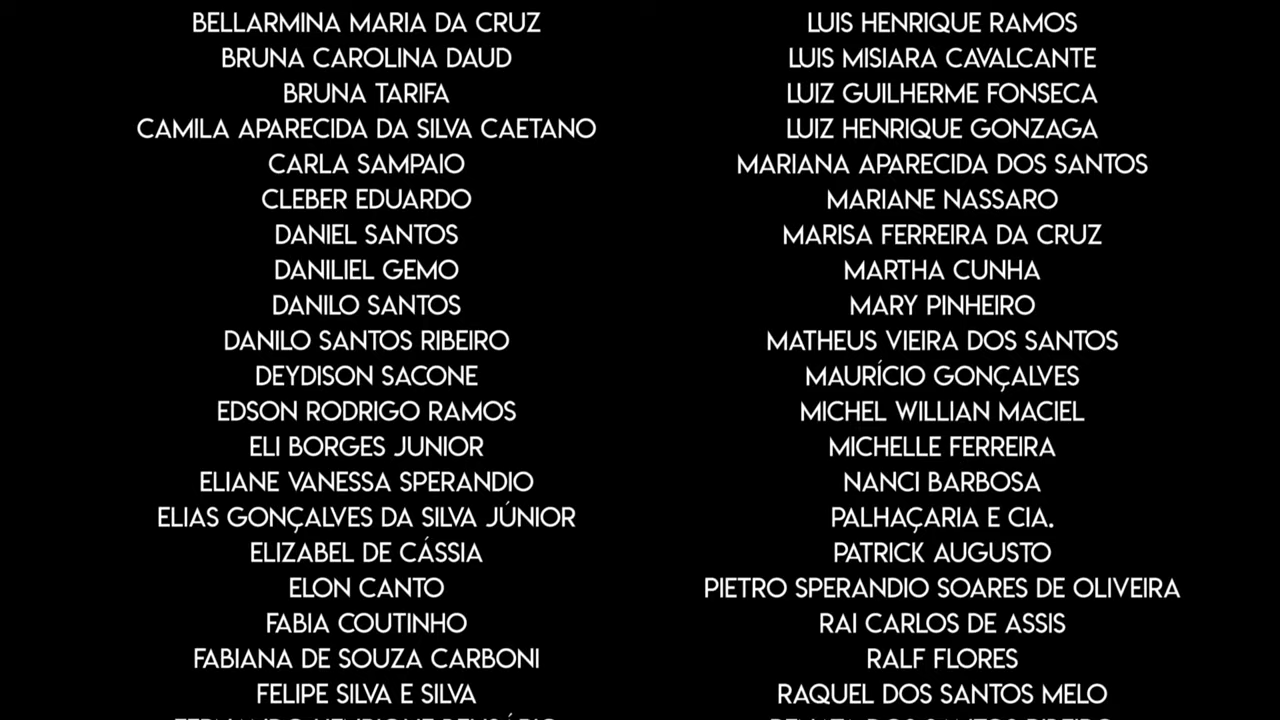 BELLARMINA MARIA DA CRUZ
BRUNA CAROLINA DAUD
BRUNA TARIFA
CAMILA APARECIDA DA SILVA CAETANO
CARLA SAMPAIO
CLEBER EDUARDO
DANIEL SANTOS
DANILIEL GEMO
DANILO SANTOS
DANILO SANTOS RIBEIRO
DEYDISON SACONE
EDSON RODRIGO RAMOS
ELI BORGES JUNIOR
ELIANE VANESSA SPERANDIO
ELIAS GONÇALVES DA SILVA JÚNIOR
ELIZABEL DE CÁSSIA
ELON CANTO
FABIA COUTINHO
FABIANA DE SOUZA CARBONI
FELIPE SILVA E SILVA
LUIS HENRIQUE RAMOS
LUIS MISIARA CAVALCANTE
LUIZ GUILHERME FONSECA
LUIZ HENRIQUE GONZAGA
MARIANA APARECIDA DOS SANTOS
MARIANE NASSARO
MARISA FERREIRA DA CRUZ
MARTHA CUNHA
MARY PINHEIRO
MATHEUS VIEIRA DOS SANTOS
MAURÍCIO GONÇALVES
MICHEL WILLIAN MACIEL
MICHELLE FERREIRA
NANCI BARBOSA
PALHAÇARIA E CIA.
PATRICK AUGUSTO
PIETRO SPERANDIO SOARES DE OLIVEIRA
RAI CARLOS DE ASSIS
RALF FLORES
RAQUEL DOS SANTOS MELO